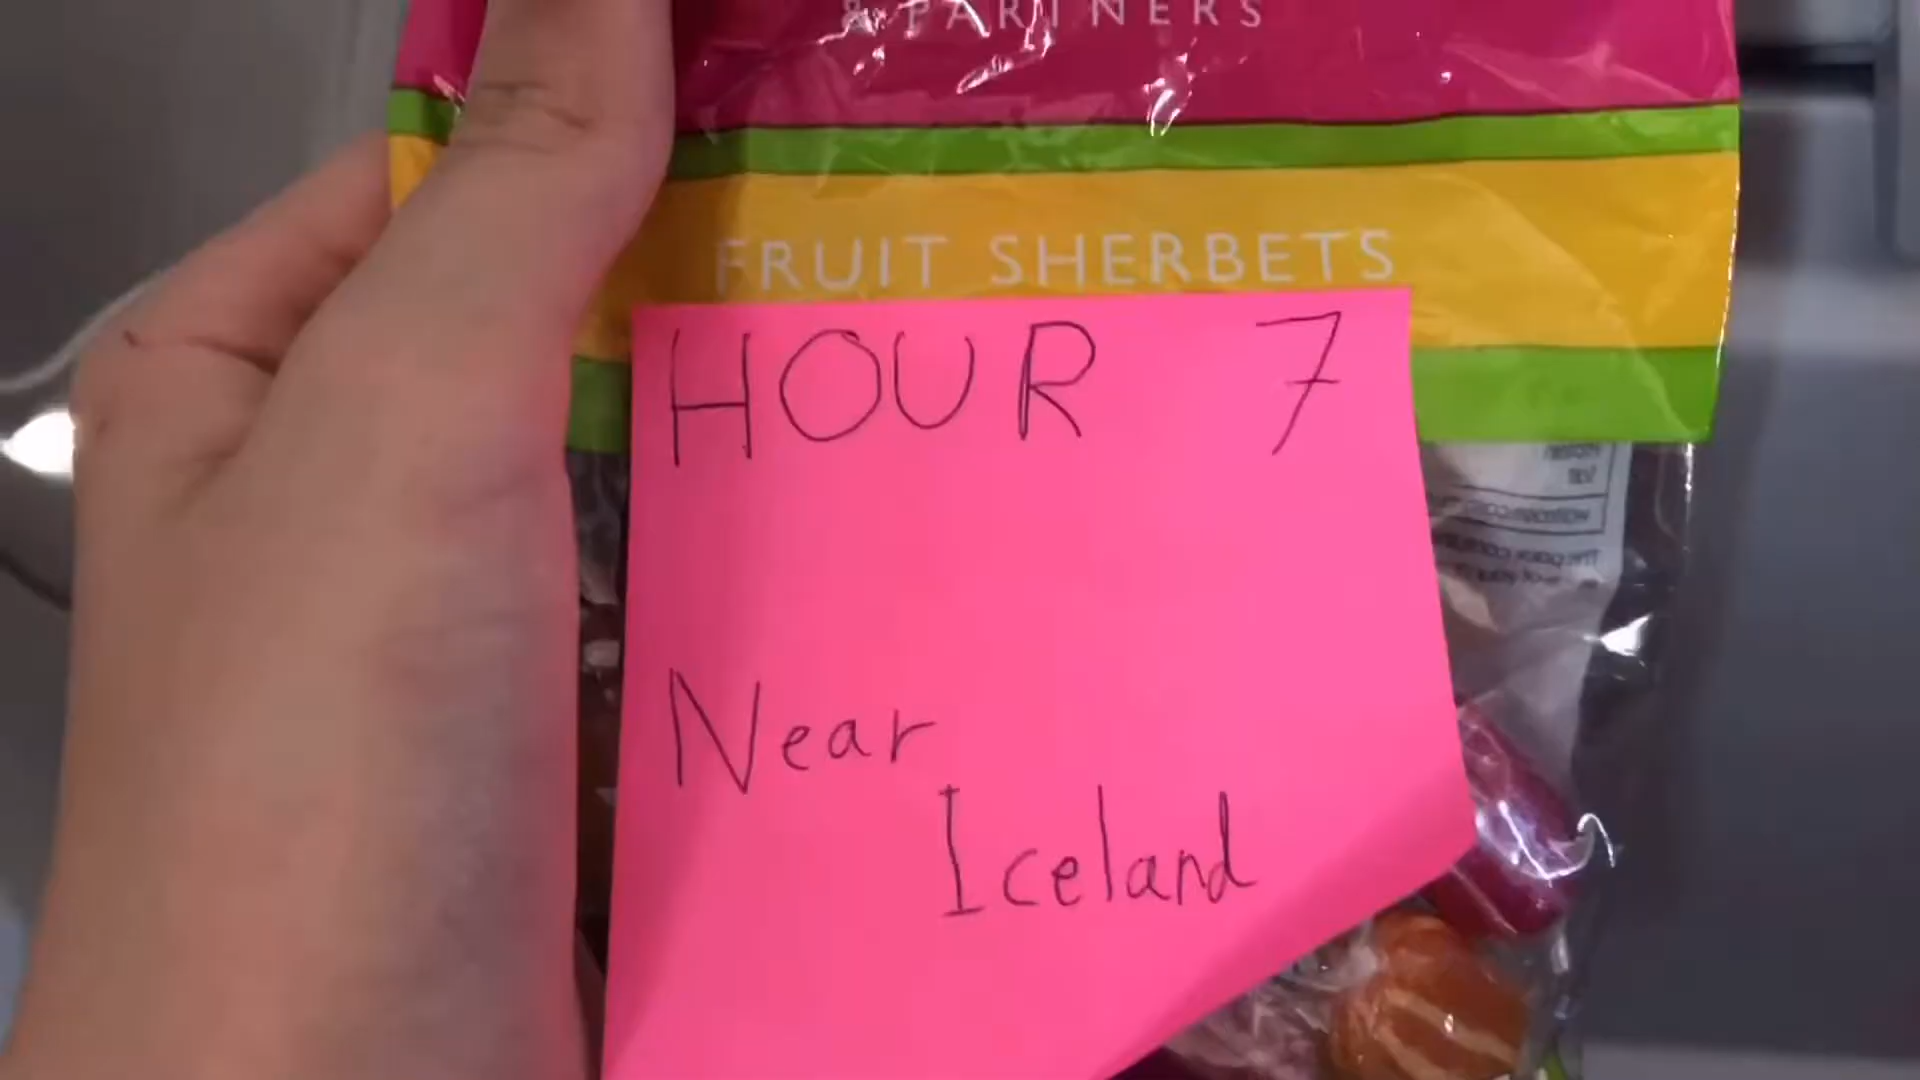 & PARTNERS
FRUIT SHERBETS
HOUR 7
Near
Iceland